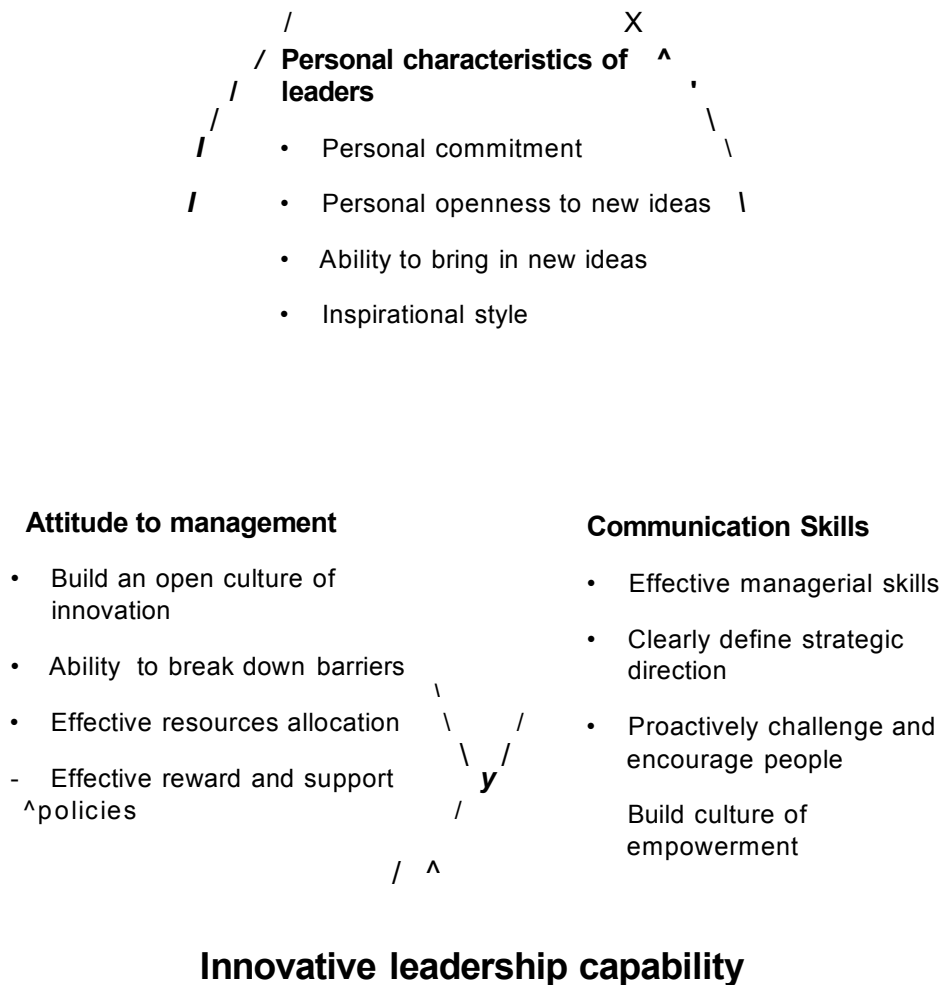 / X
/ Personal characteristics of ^
/ leaders '
/ \
/ • Personal commitment \
/ • Personal openness to new ideas \
• Ability to bring in new ideas
• Inspirational style
Attitude to management
• Build an open culture of
innovation
• Ability to break down barriers
\
• Effective resources allocation \ /
\ /
- Effective reward and support y
^policies /
/ ^
Communication Skills
• Effective managerial skills
• Clearly define strategic
direction
• Proactively challenge and
encourage people
Build culture of
empowerment
Innovative leadership capability